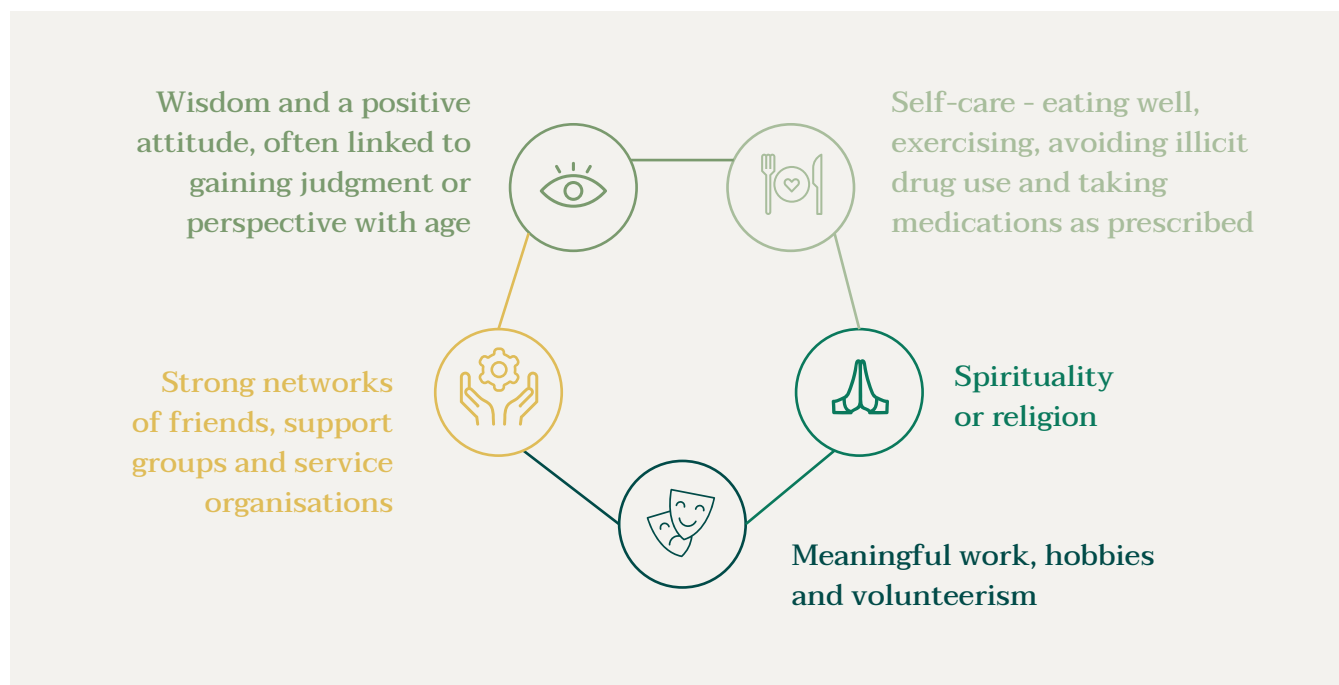 Wisdom and a positive
attitude, often linked to
gaining judgment or
perspective with age
Self-care - eating well,
exercising, avoiding illicit
drug use and taking
medications as prescribed
Strong networks
of friends, support
groups and service
organisations
Spirituality
or religion
Meaningful work, hobbies
and volunteerism